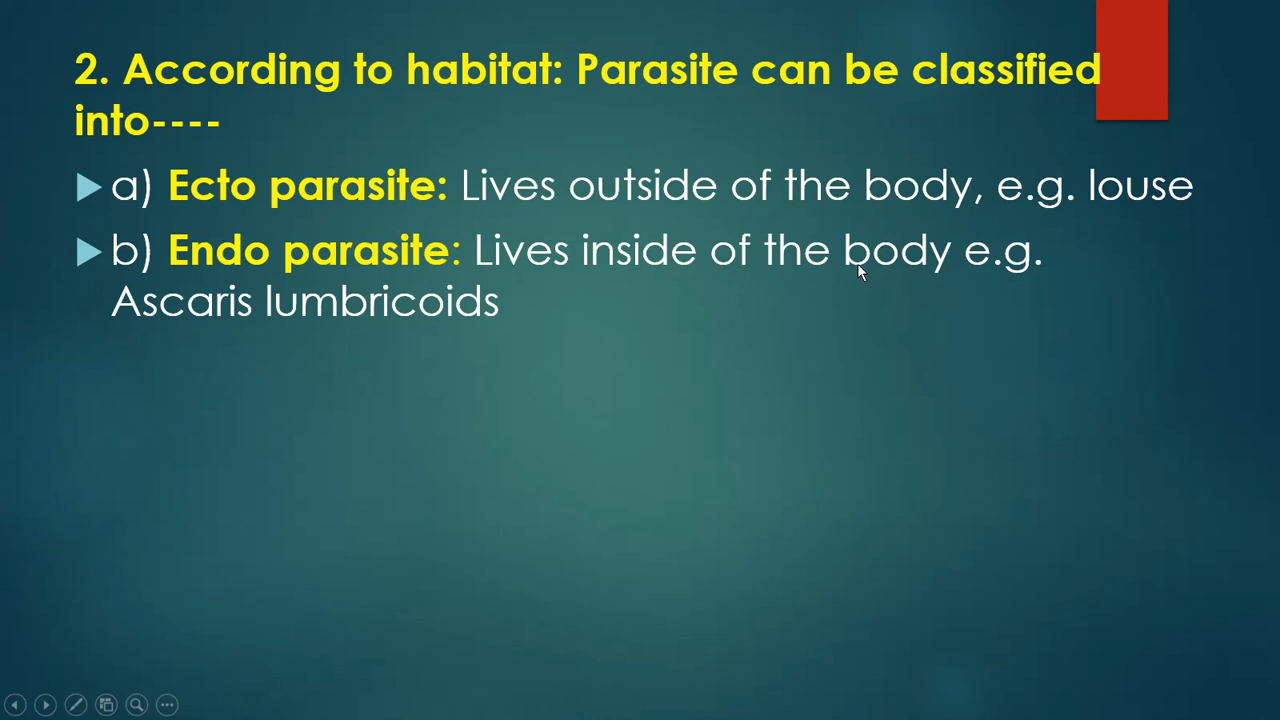 2. According to habitat: Parasite can be classified
into----
a) Ecto parasite: Lives outside of the body, e.g. louse
b) Endo parasite: Lives inside of the body e.g.
Ascaris lumbricoids